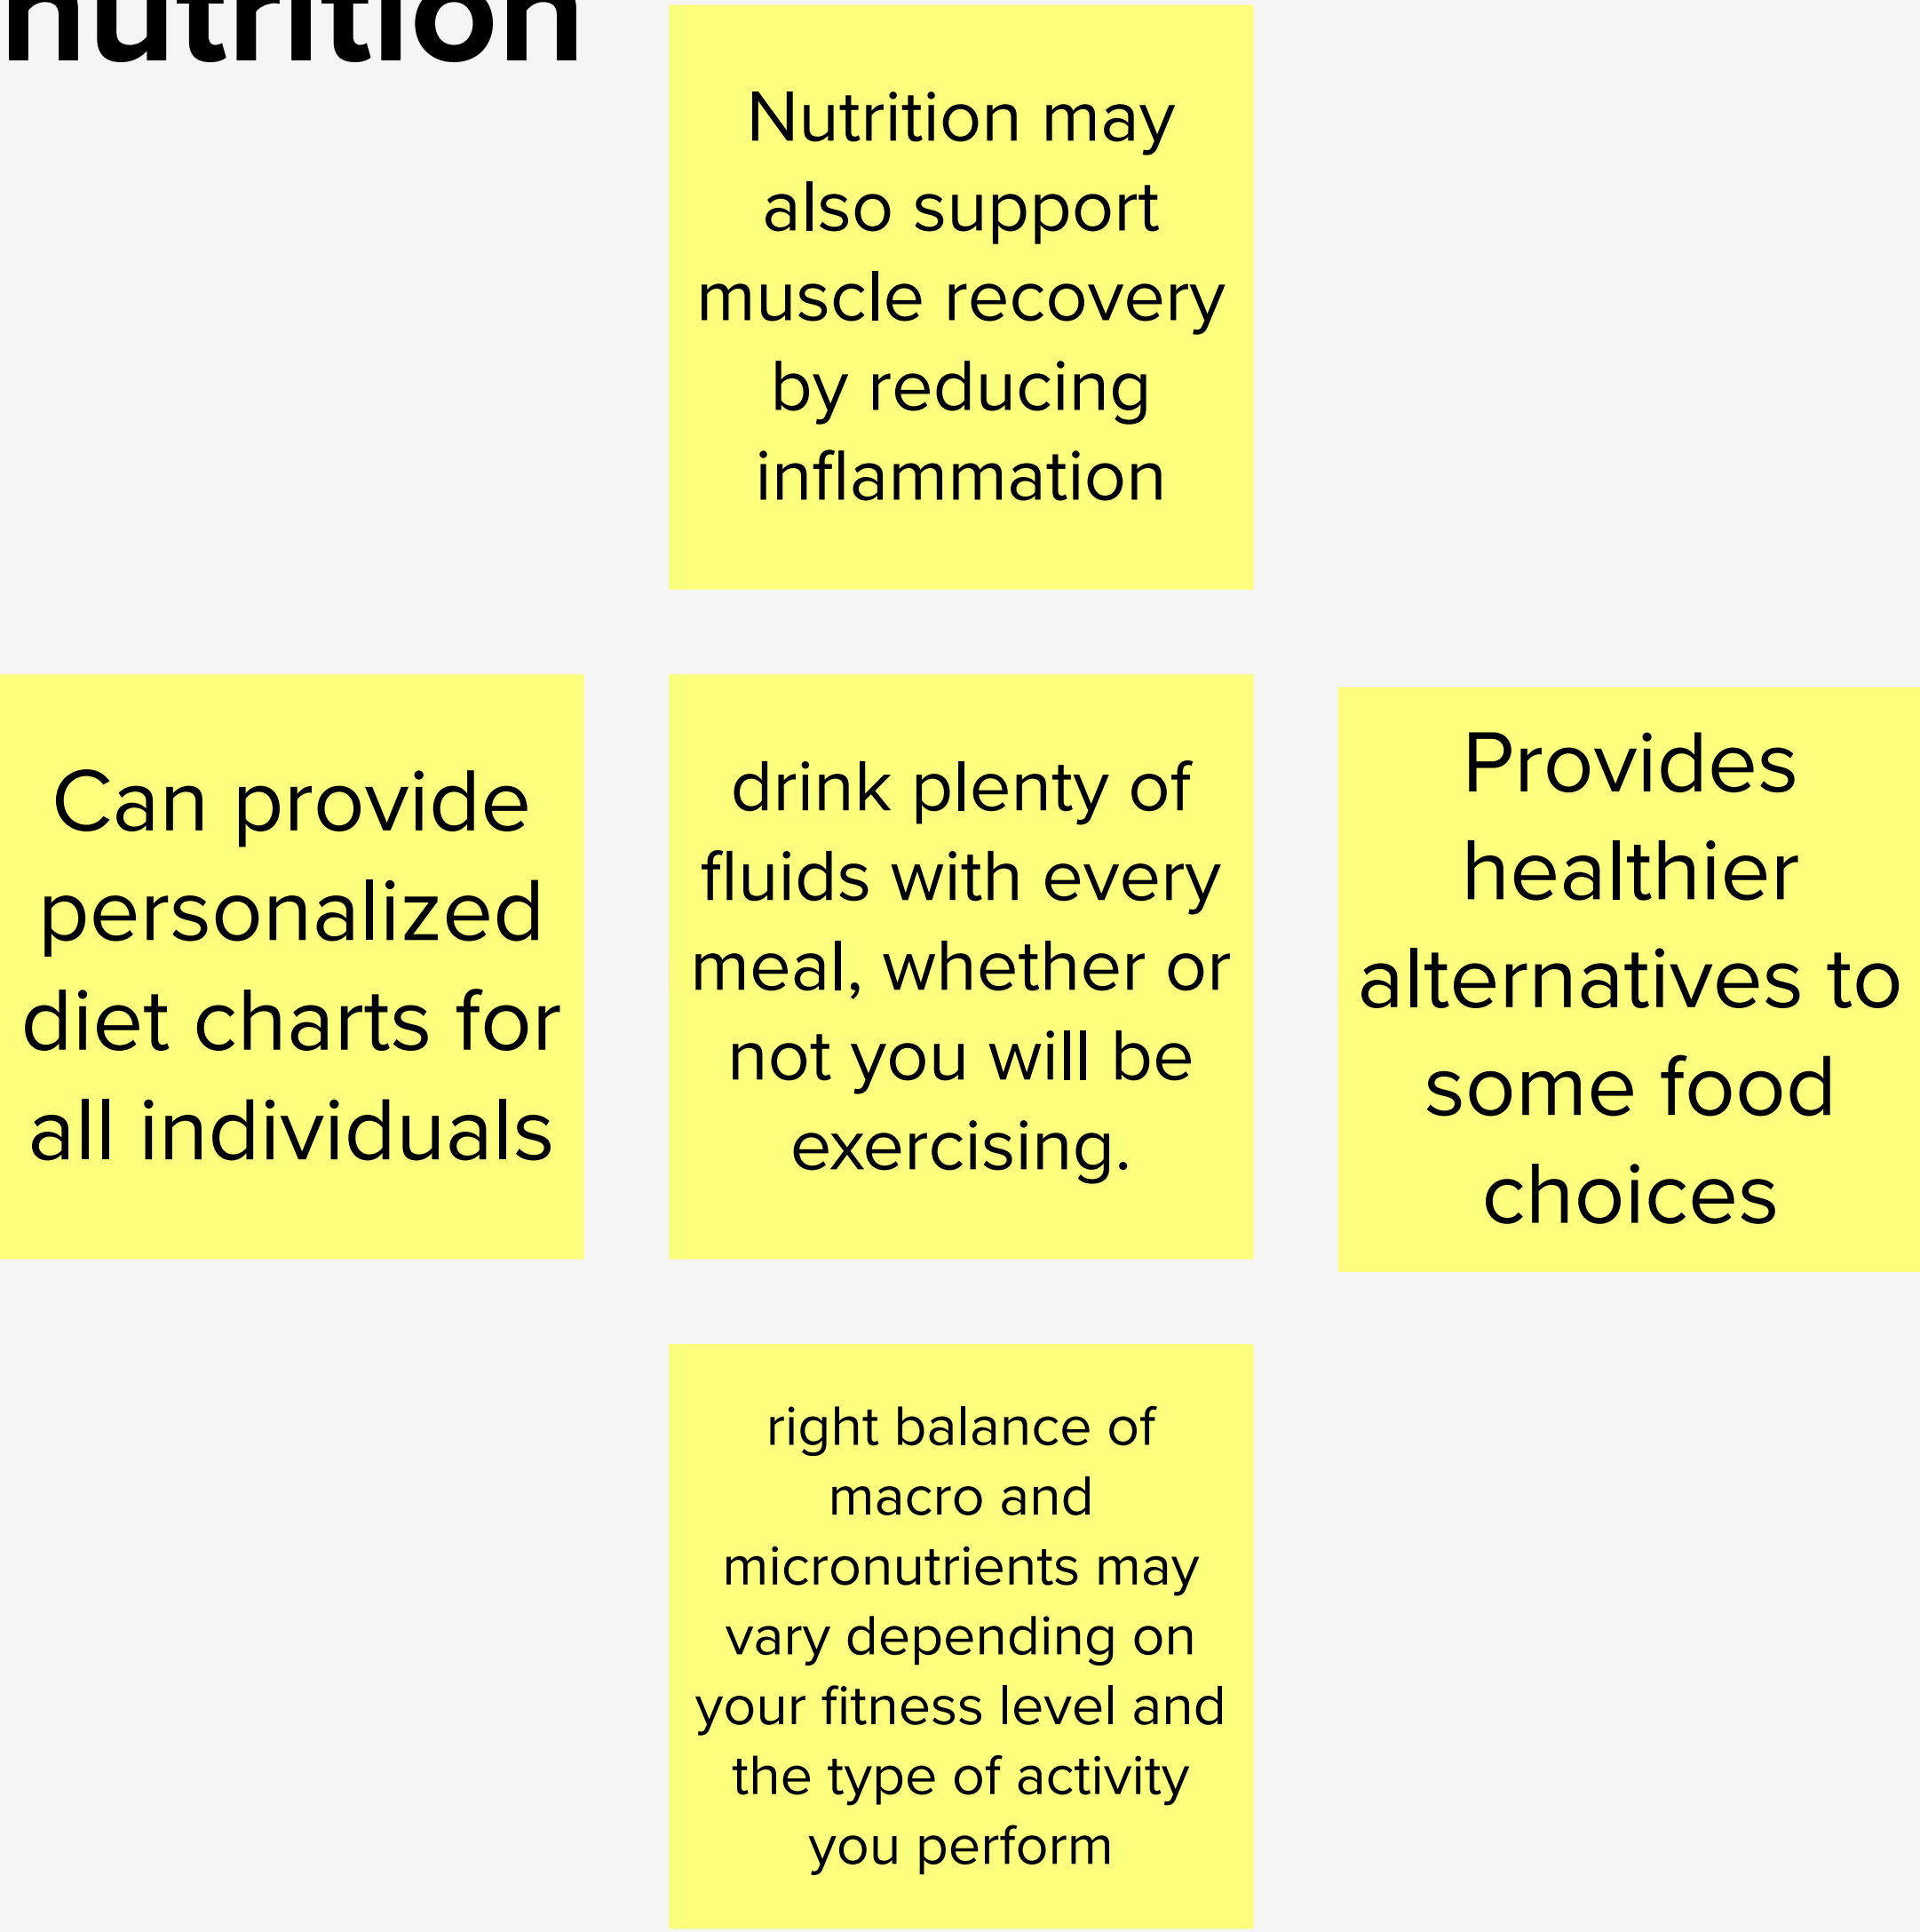 nutrition
Nutrition may
also support
muscle recovery
by reducing
inflammation
Can provide
personalized
diet charts for
all individuals
drink plenty of
fluids with every
meal, whether or
not you will be
exercising.
Provides
healthier
alternatives to
some food
choices
right balance of
macro and
micronutrients may
vary depending on
your fitness level and
the type of activity
you perform